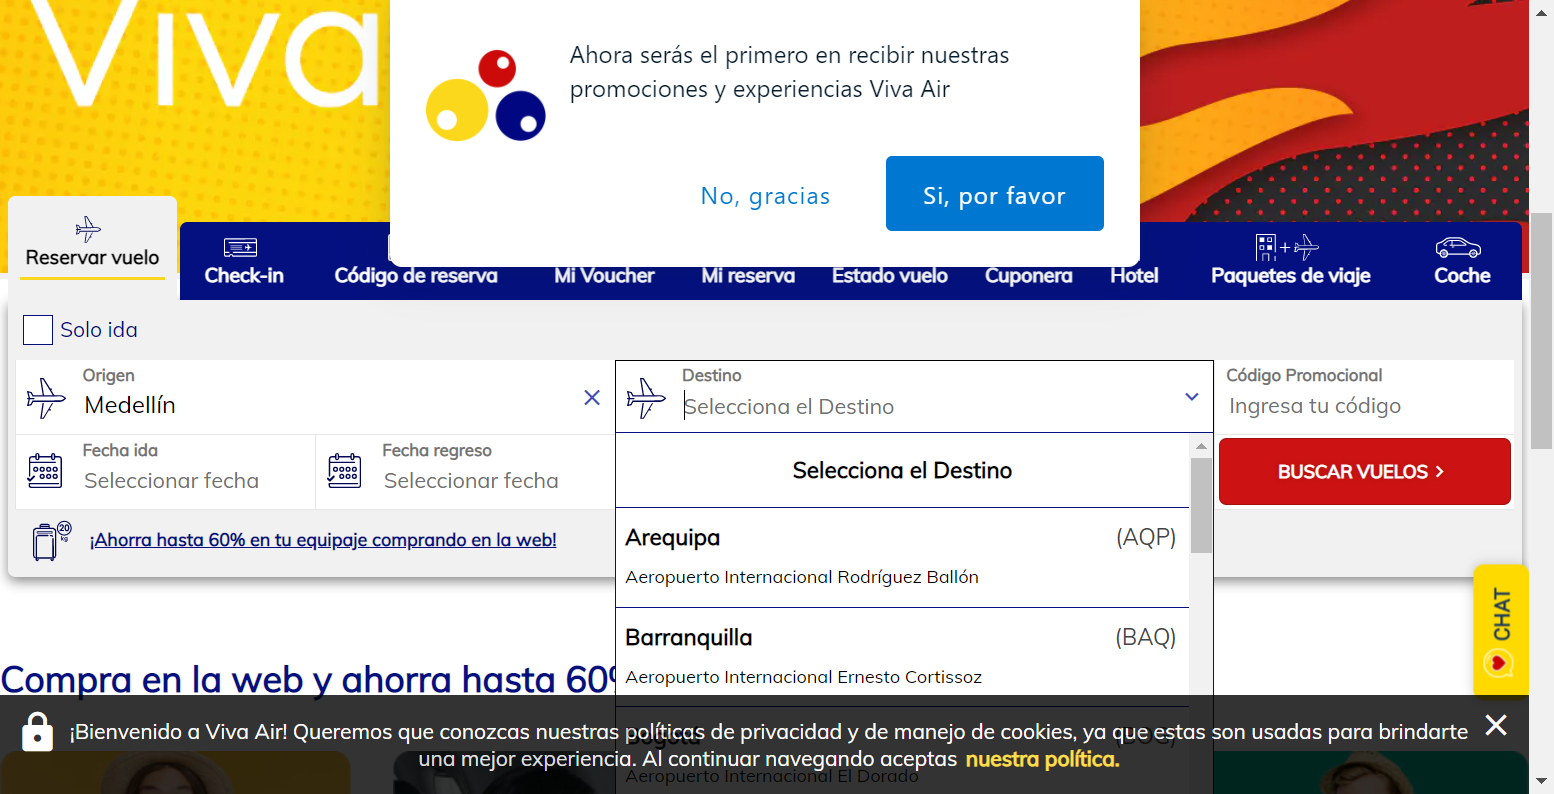 Viva
Ahora serás el primero en recibir nuestras
promociones y experiencias Viva Air
No, gracias
Si, por favor
Reservar vuelo
Check-in
Código de reserva
Mi Voucher
Mi reserva
Estado vuelo
Cuponera
Hotel
Paquetes de viaje
Coche
Solo ida
Origen
Medellín
Destino
Selecciona el Destino
Código Promocional
Ingresa tu código
Fecha ida
Seleccionar fecha
Fecha regreso
Seleccionar fecha
BUSCAR VUELOS
20
kg
¡Ahorra hasta 60% en tu equipaje comprando en la web!
Selecciona el Destino
Arequipa (AQP)
Aeropuerto Internacional Rodríguez Ballón
Barranquilla (BAQ)
Aeropuerto Internacional Ernesto Cortissoz
Bogotá (BOG)
Aeropuerto Internacional El Dorado
CHAT
Compra en la web y ahorra hasta 60%
¡Bienvenido a Viva Air! Queremos que conozcas nuestras políticas de privacidad y de manejo de cookies, ya que estas son usadas para brindarte
una mejor experiencia. Al continuar navegando aceptas nuestra política.